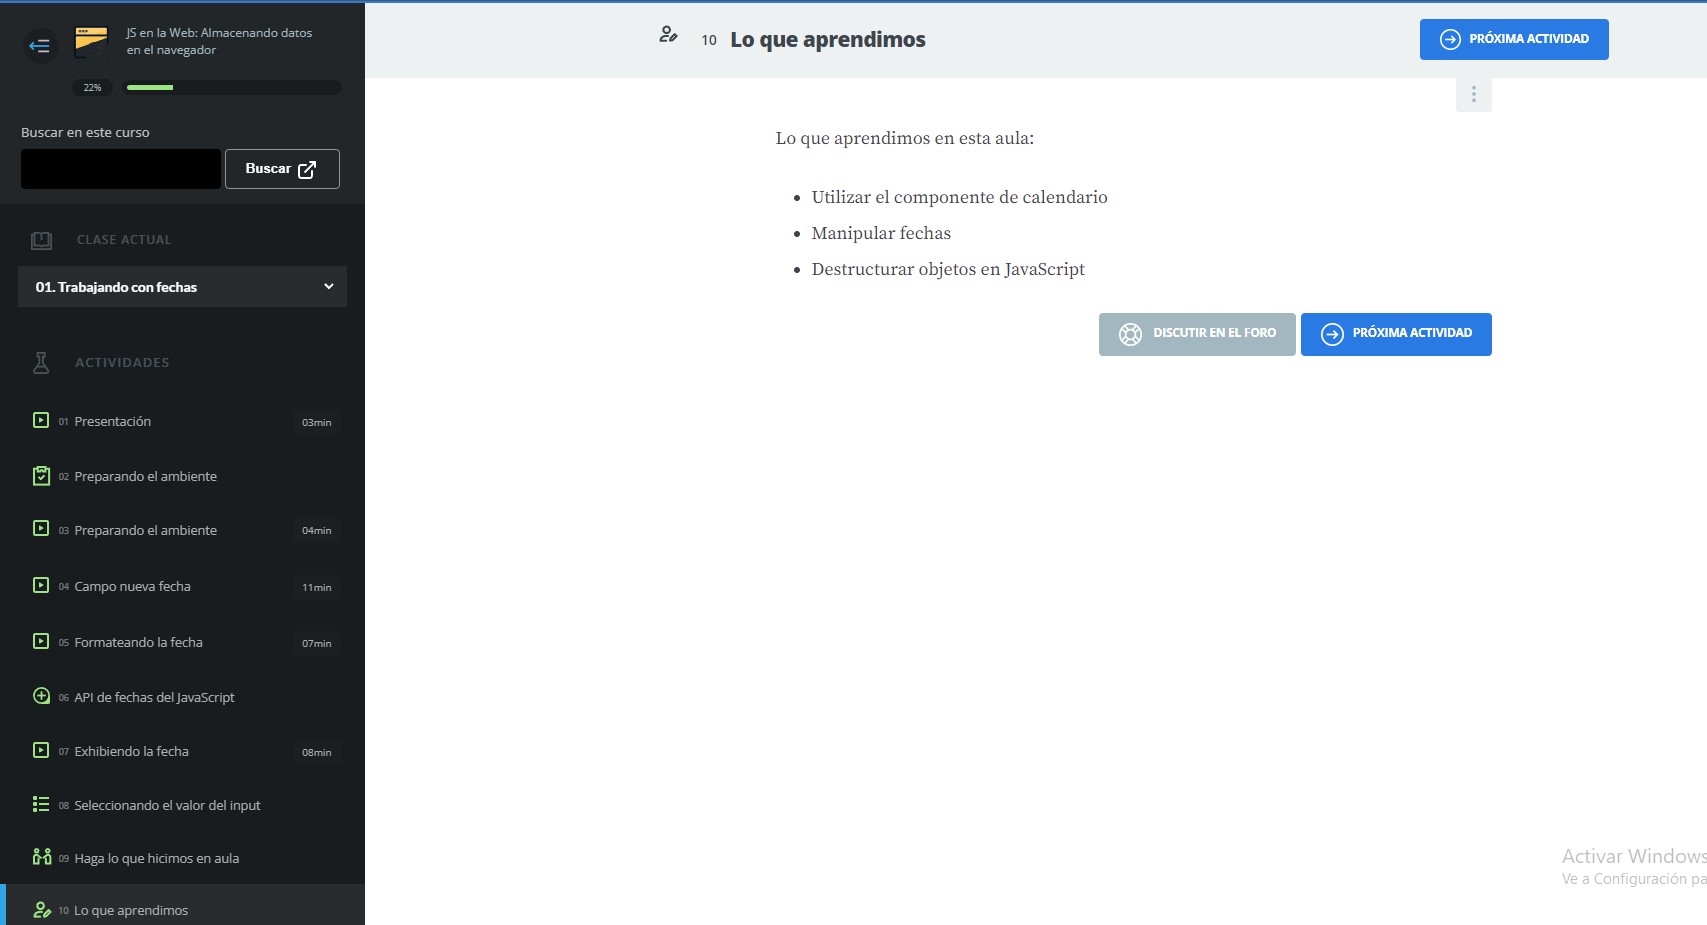 JS en la Web: Almacenando datos
en el navegador
22%
Buscar en este curso
Buscar
CLASE ACTUAL
01. Trabajando con fechas
ACTIVIDADES
01 Presentación 03min
02 Preparando el ambiente
03 Preparando el ambiente 04min
04 Campo nueva fecha 11min
05 Formateando la fecha 07min
06 API de fechas del JavaScript
07 Exhibiendo la fecha 08min
08 Seleccionando el valor del input
09 Haga lo que hicimos en aula
10 Lo que aprendimos
10 Lo que aprendimos
PRÓXIMA ACTIVIDAD
Lo que aprendimos en esta aula:
• Utilizar el componente de calendario
• Manipular fechas
• Destructurar objetos en JavaScript
DISCUTIR EN EL FORO
PRÓXIMA ACTIVIDAD
Activar Windows
Ve a Configuración pa